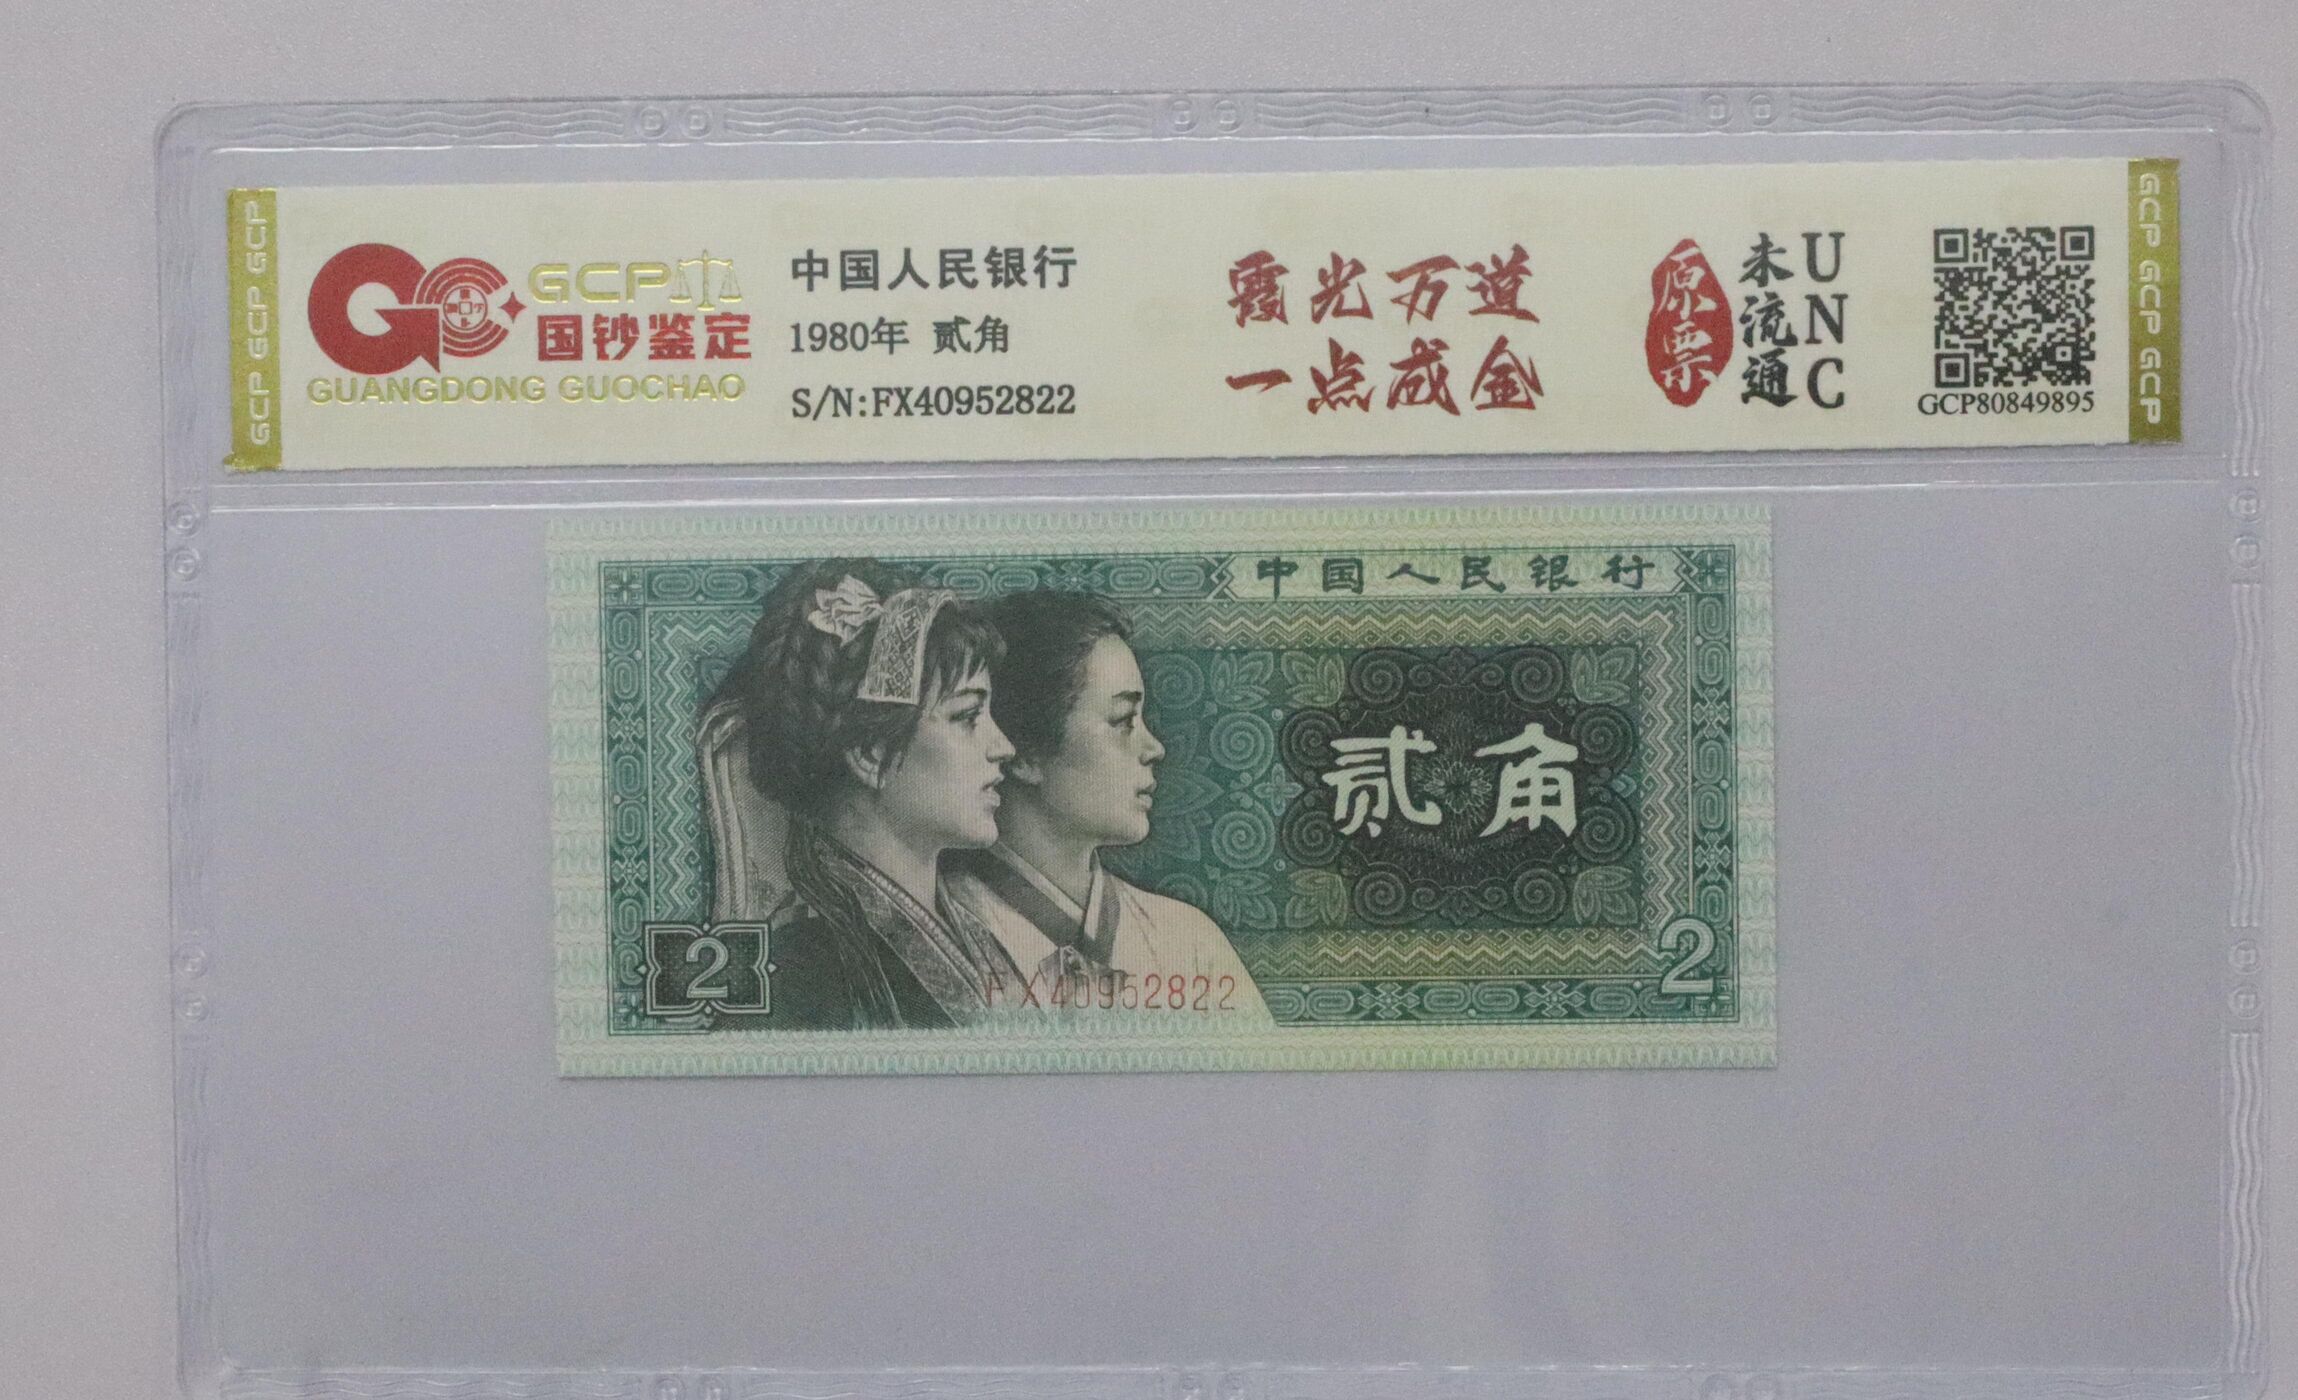 GCP GCP GCP
GCP
国钞鉴定
GUANGDONG GUOCHAO
中国人民银行
1980年 贰角
S/N:FX40952822
霞光万道
一点成金
原票
未流通
UNC
GCP80849895
GCP GCP GCP
中国人民银行
贰角
2
FX40952822
2